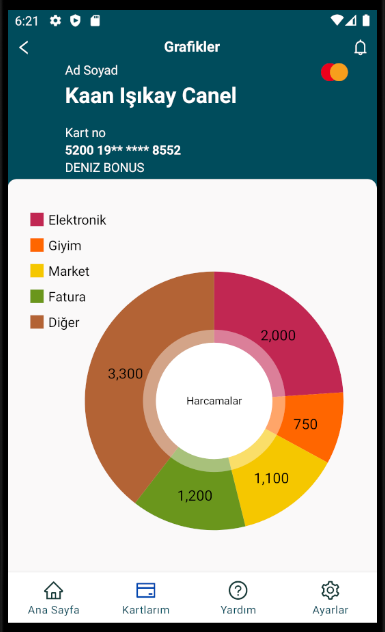 6:21
Grafikler
Ad Soyad
Kaan Işıkay Canel
Kart no
5200 19** **** 8552
DENIZ BONUS
Elektronik
Giyim
Market
Fatura
Diğer
2,000
3,300
Harcamalar
750
1,100
1,200
Ana Sayfa
Kartlarım
Yardım
Ayarlar